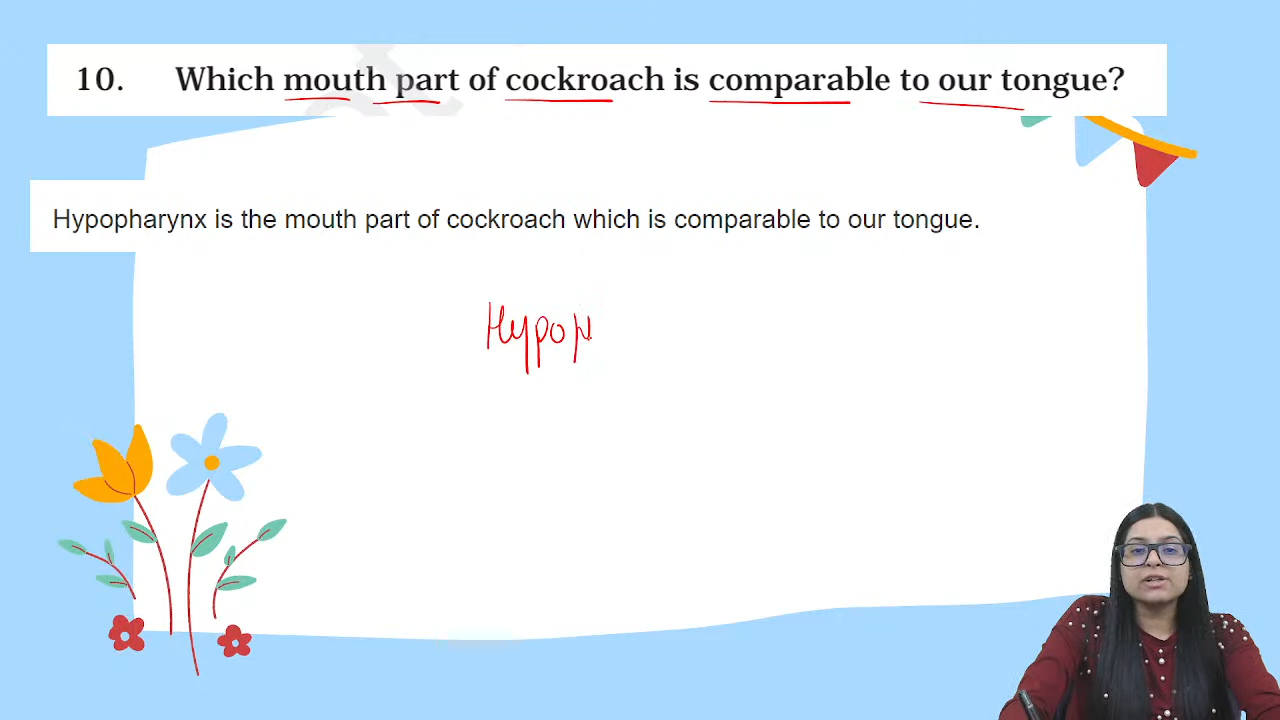 10. Which mouth part of cockroach is comparable to our tongue?
Hypopharynx is the mouth part of cockroach which is comparable to our tongue.
Hypop